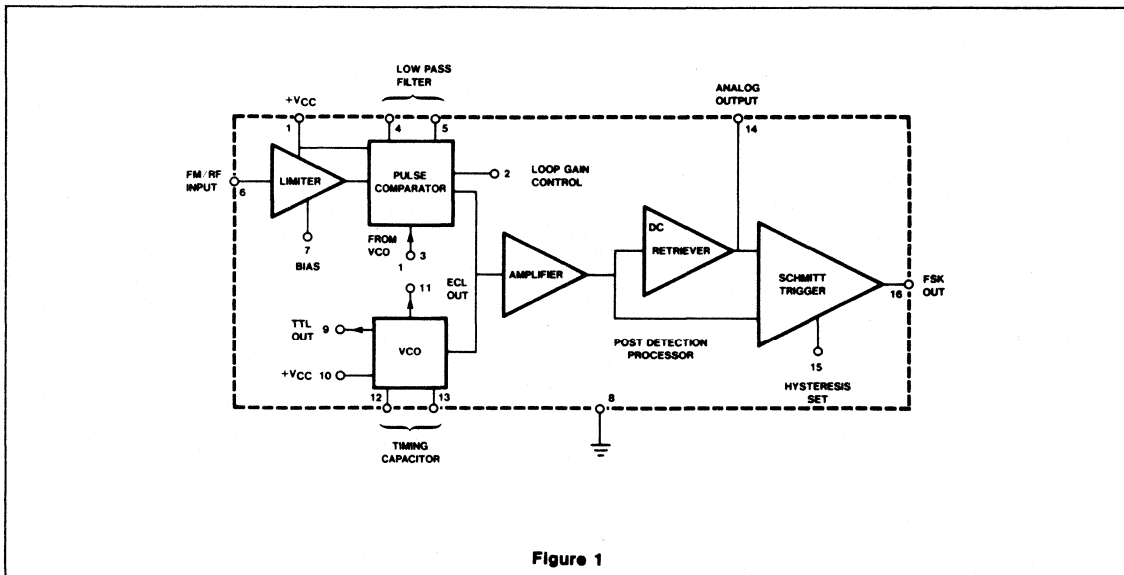 LOW PASS
FILTER
+VCC
1
4
5
ANALOG
OUTPUT
14
FM/RF
INPUT
6
LIMITER
PULSE
COMPARATOR
2
LOOP GAIN
CONTROL
7
BIAS
FROM
VCO
3
1
11
ECL
OUT
AMPLIFIER
DC
RETRIEVER
SCHMITT
TRIGGER
16
FSK
OUT
TTL
OUT
9
VCO
+VCC 10
12
13
TIMING
CAPACITOR
POST DETECTION
PROCESSOR
15
HYSTERESIS
SET
8
Figure 1